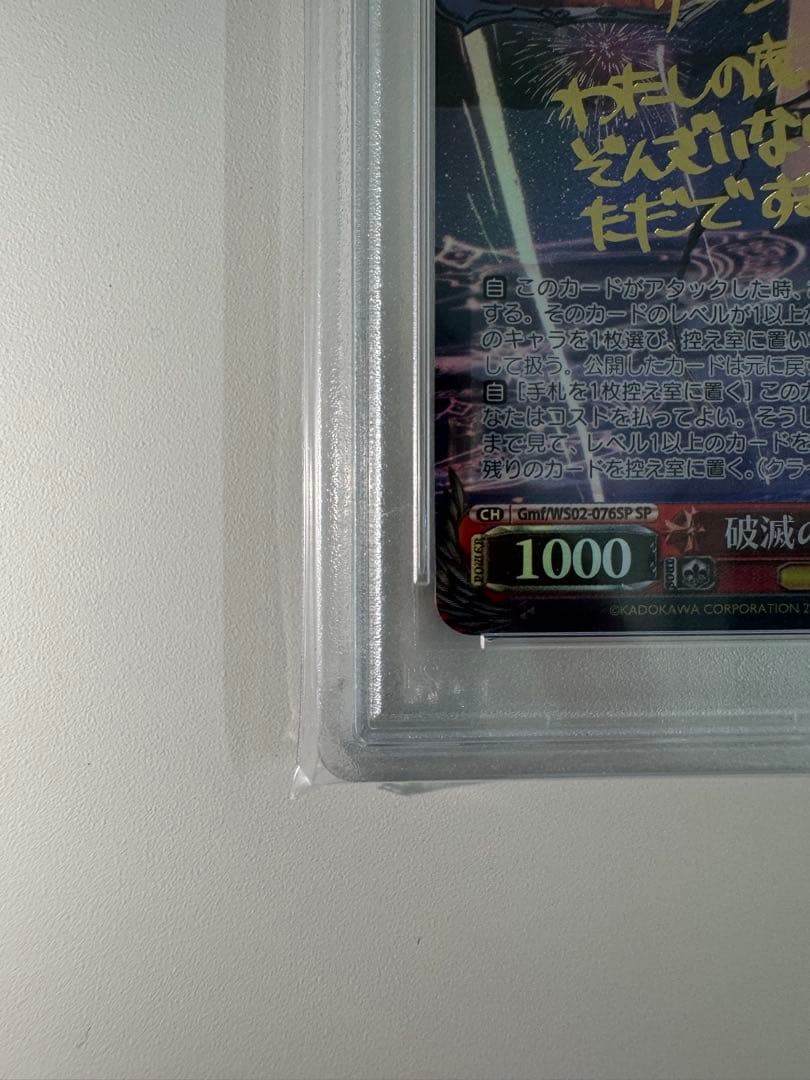 わたしの夜
ぞんざいな
ただです
自 このカードがアタックした時、
する。そのカードのレベルが1以上
のキャラを1枚選び、控え室に置い
して扱う。公開したカードは元に戻
自 [手札を1枚控え室に置く] この
なたはコストを払ってよい。そう
まで見て、レベル1以上のカードを
残りのカードを控え室に置く。(クラ
CH Gmf/WS02-076SP SP
POWER 1000
破滅の
©KADOKAWA CORPORATION 2